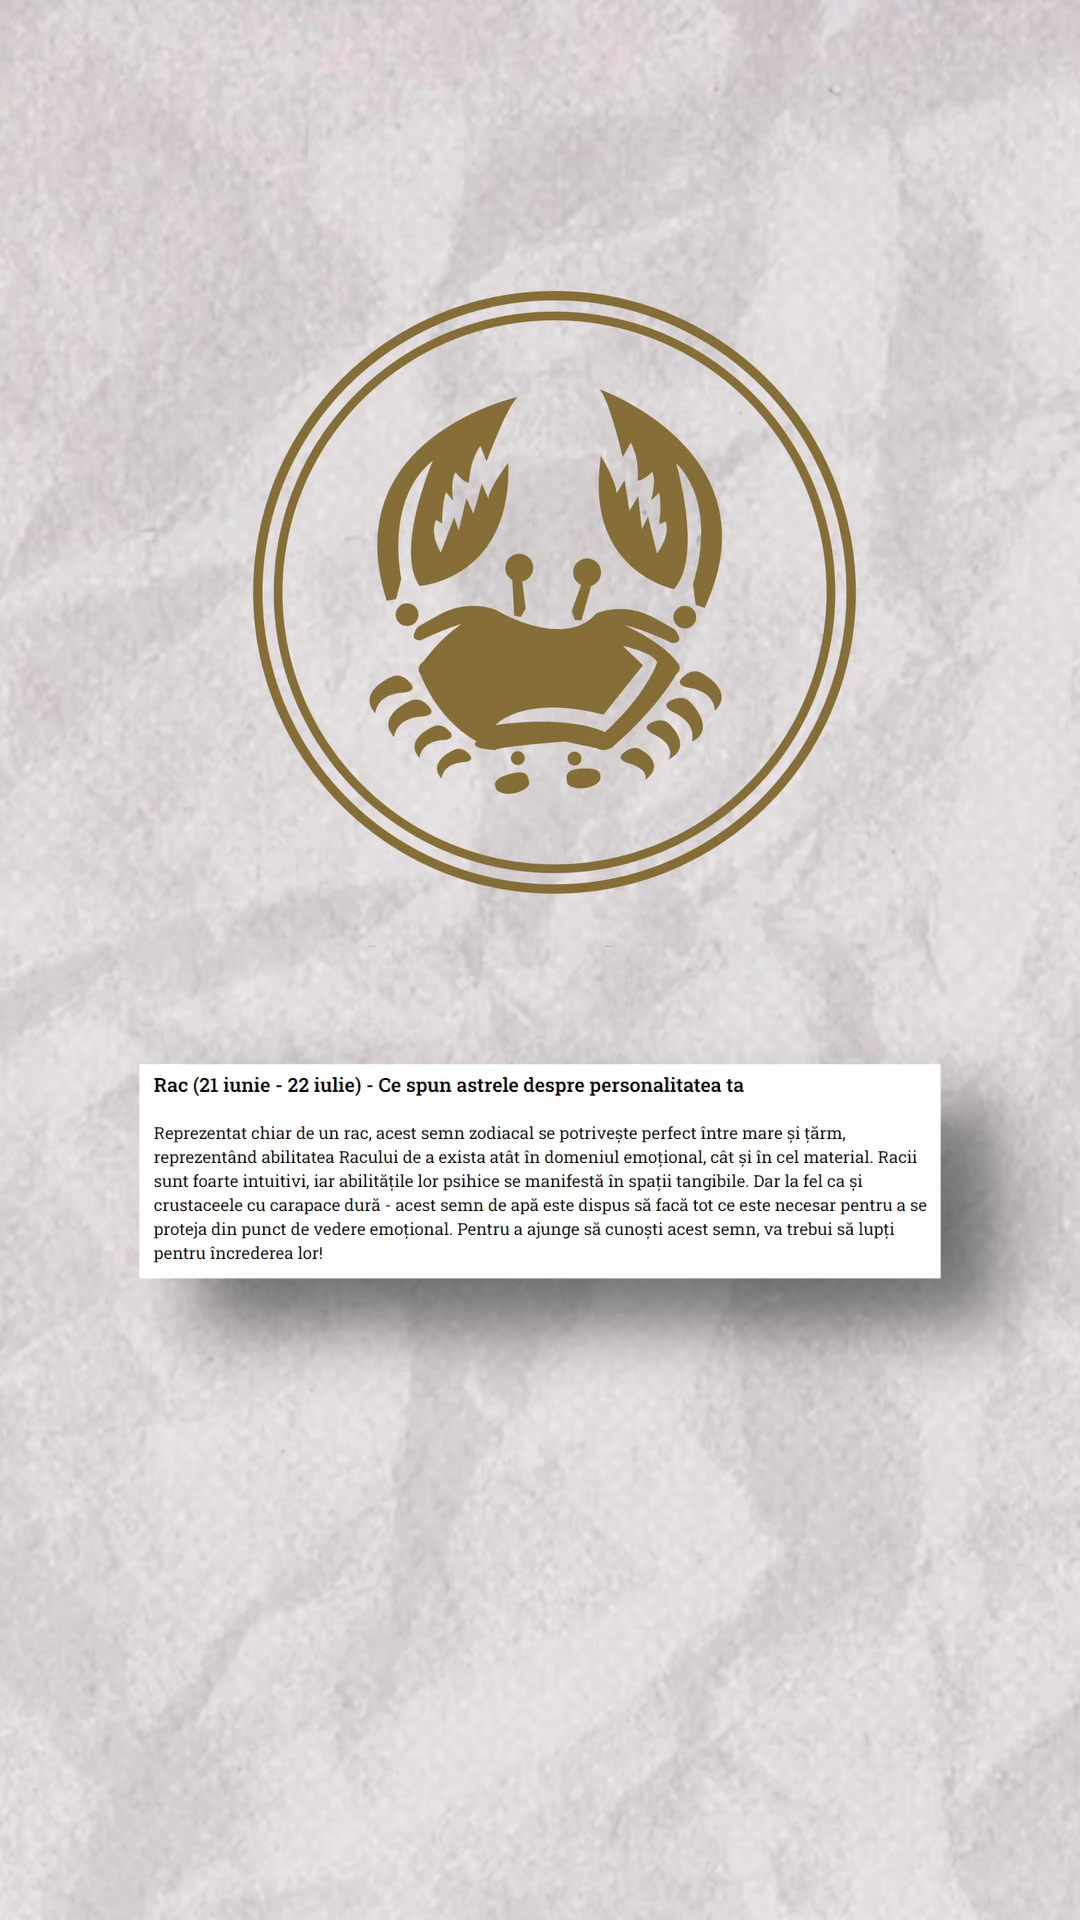 Rac (21 iunie - 22 iulie) - Ce spun astrele despre personalitatea ta
Reprezentat chiar de un rac, acest semn zodiacal se potrivește perfect între mare și țărm,
reprezentând abilitatea Racului de a exista atât în domeniul emoțional, cât și în cel material. Racii
sunt foarte intuitivi, iar abilitățile lor psihice se manifestă în spații tangibile. Dar la fel ca și
crustaceele cu carapace dură - acest semn de apă este dispus să facă tot ce este necesar pentru a se
proteja din punct de vedere emoțional. Pentru a ajunge să cunoști acest semn, va trebui să lupți
pentru încrederea lor!